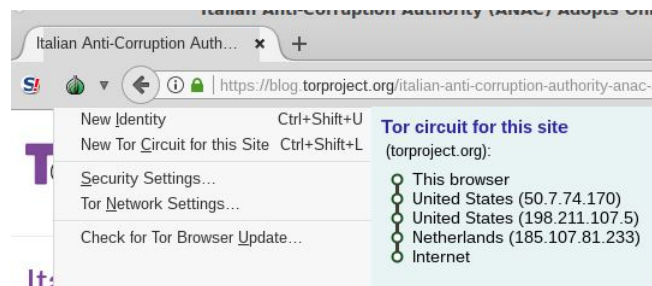 Italian Anti-Corruption Authority (ANAC) Adopts Oni
Italian Anti-Corruption Auth… × +
S! https://blog.torproject.org/italian-anti-corruption-authority-anac-
New Identity Ctrl+Shift+U
New Tor Circuit for this Site Ctrl+Shift+L
Security Settings…
Tor Network Settings…
Check for Tor Browser Update…
Tor circuit for this site
(torproject.org):
This browser
United States (50.7.74.170)
United States (198.211.107.5)
Netherlands (185.107.81.233)
Internet